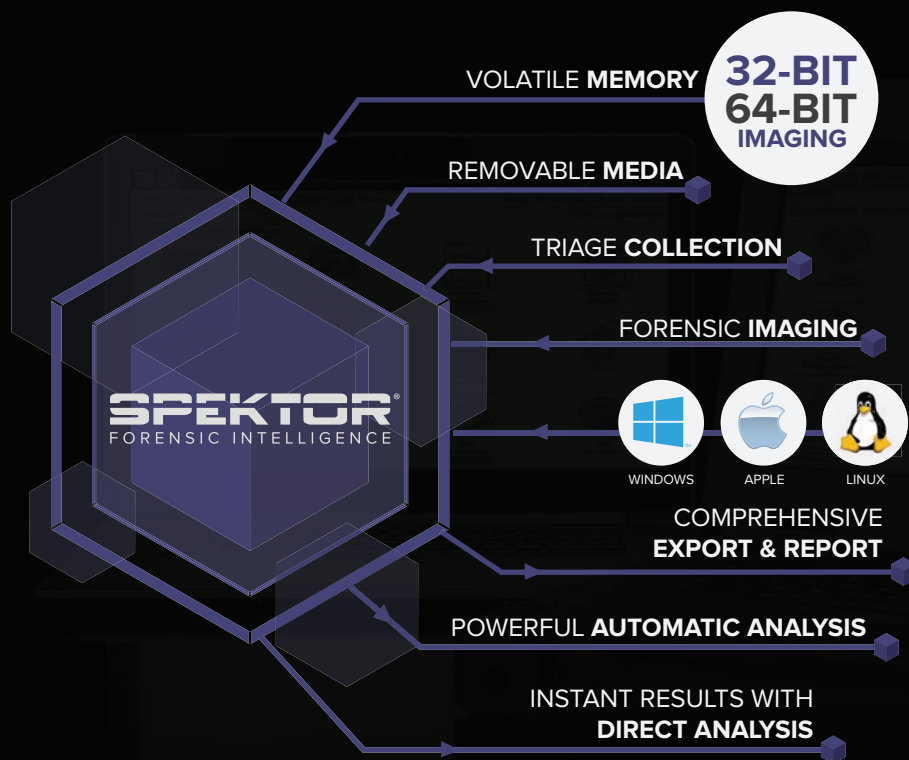 VOLATILE MEMORY
32-BIT
64-BIT
IMAGING
REMOVABLE MEDIA
TRIAGE COLLECTION
FORENSIC IMAGING
SPEKTOR®
FORENSIC INTELLIGENCE
WINDOWS
APPLE
LINUX
COMPREHENSIVE
EXPORT & REPORT
POWERFUL AUTOMATIC ANALYSIS
INSTANT RESULTS WITH
DIRECT ANALYSIS